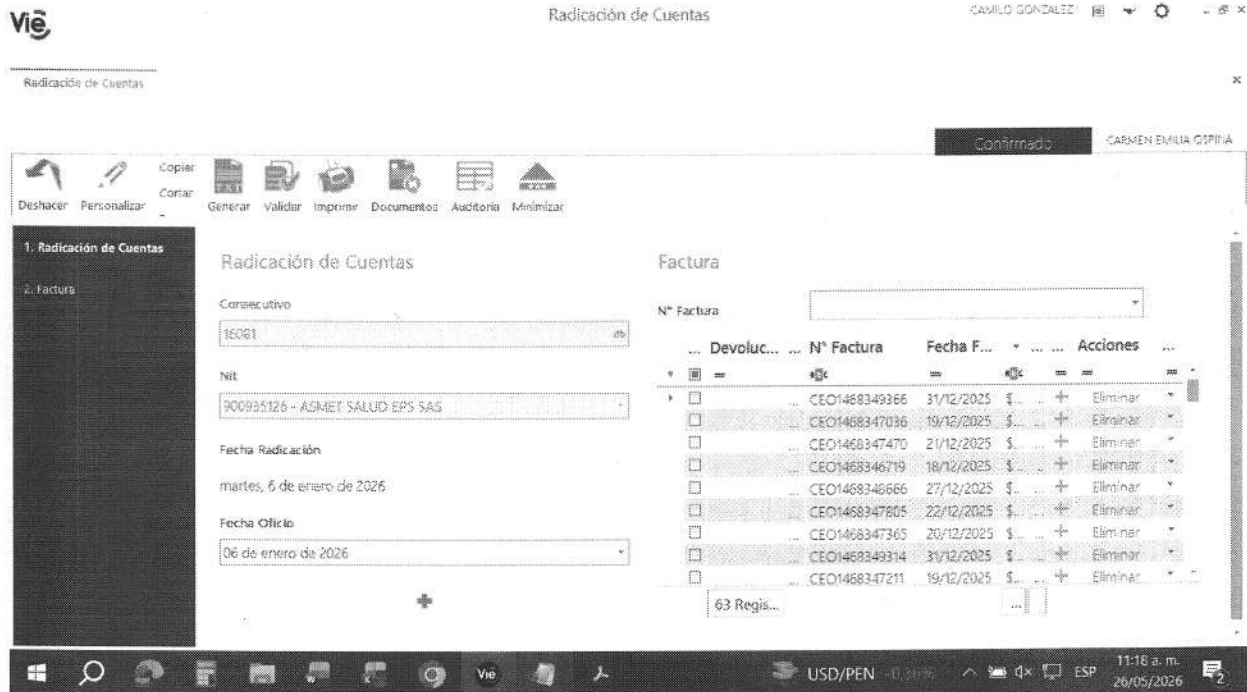 Vie
Radicación de Cuentas
CAMILO GONZALEZ
Radicación de Cuentas
Confirmado
CARMEN EMILIA OSPINA
Copiar
Cortar
TXT
Deshacer Personalizar Generar Validar Imprimir Documentos Auditoria Minimizar
1. Radicación de Cuentas
2. Factura
Radicación de Cuentas
Consecutivo
16081
Nit
900935126 - ASMET SALUD EPS SAS
Fecha Radicación
martes, 6 de enero de 2026
Fecha Oficio
06 de enero de 2026
Factura
N° Factura
... Devoluc... ... N° Factura Fecha F... ... ... Acciones ...
CEO1468349366 31/12/2025 $... Eliminar
CEO1468347036 19/12/2025 $... Eliminar
... CEO1468347470 21/12/2025 $... Eliminar
... CEO1468346719 18/12/2025 $... Eliminar
... CEO1468348666 27/12/2025 $... Eliminar
... CEO1468347805 22/12/2025 $... Eliminar
... CEO1468347365 20/12/2025 $... Eliminar
... CEO1468349314 31/12/2025 $... Eliminar
... CEO1468347211 19/12/2025 $... Eliminar
63 Regis... ...
Vie
USD/PEN
ESP
11:18 a. m.
26/05/2026
2